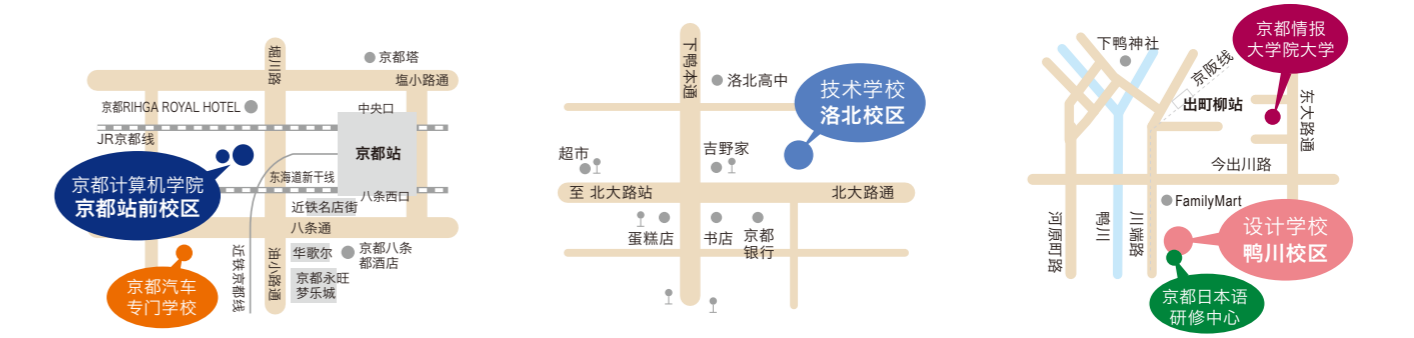 京都塔
堀川路
塩小路通
京都RIHGA ROYAL HOTEL
中央口
JR京都线
京都站
东海道新干线
京都计算机学院
京都站前校区
八条西口
近铁名店街
八条通
近铁京都线
油小路通
华歌尔
京都八条
都酒店
京都永旺
梦乐城
京都汽车
专门学校
下鸭本通
洛北高中
技术学校
洛北校区
超市
吉野家
至 北大路站
北大路通
蛋糕店
书店
京都
银行
下鸭神社
京都情报
大学院大学
京阪线
出町柳站
东大路通
今出川路
FamilyMart
河原町路
鸭川
川端路
设计学校
鸭川校区
京都日本语
研修中心